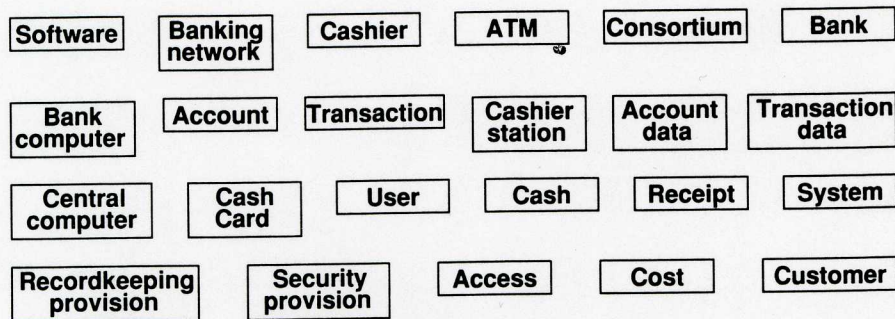 Software Banking network Cashier ATM Consortium Bank
Bank computer Account Transaction Cashier station Account data Transaction data
Central computer Cash Card User Cash Receipt System
Recordkeeping provision Security provision Access Cost Customer